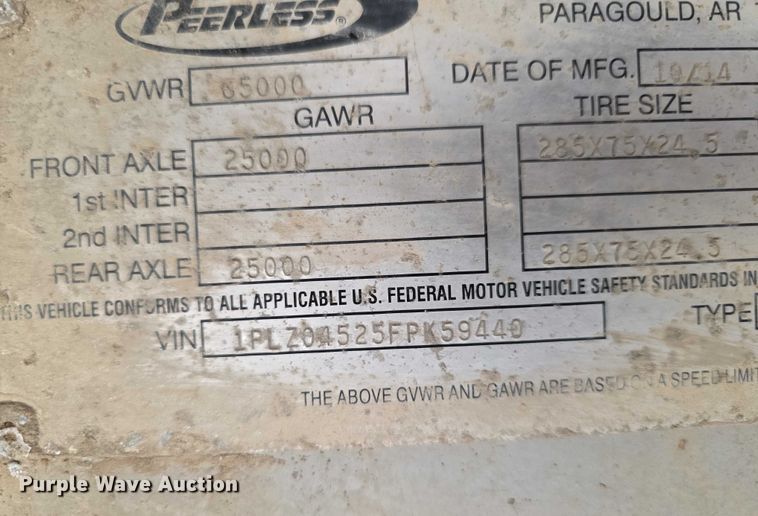 PEERLESS®
PARAGOULD, AR
GVWR 65000 DATE OF MFG. 10/14
GAWR TIRE SIZE
FRONT AXLE 25000 285X75X24.5
1st INTER
2nd INTER
REAR AXLE 25000 285X75X24.5
THIS VEHICLE CONFORMS TO ALL APPLICABLE U.S. FEDERAL MOTOR VEHICLE SAFETY STANDARDS IN
VIN 1PLZ04525FPK59440 TYPE
THE ABOVE GVWR AND GAWR ARE BASED ON A SPEED LIMIT
Purple Wave Auction